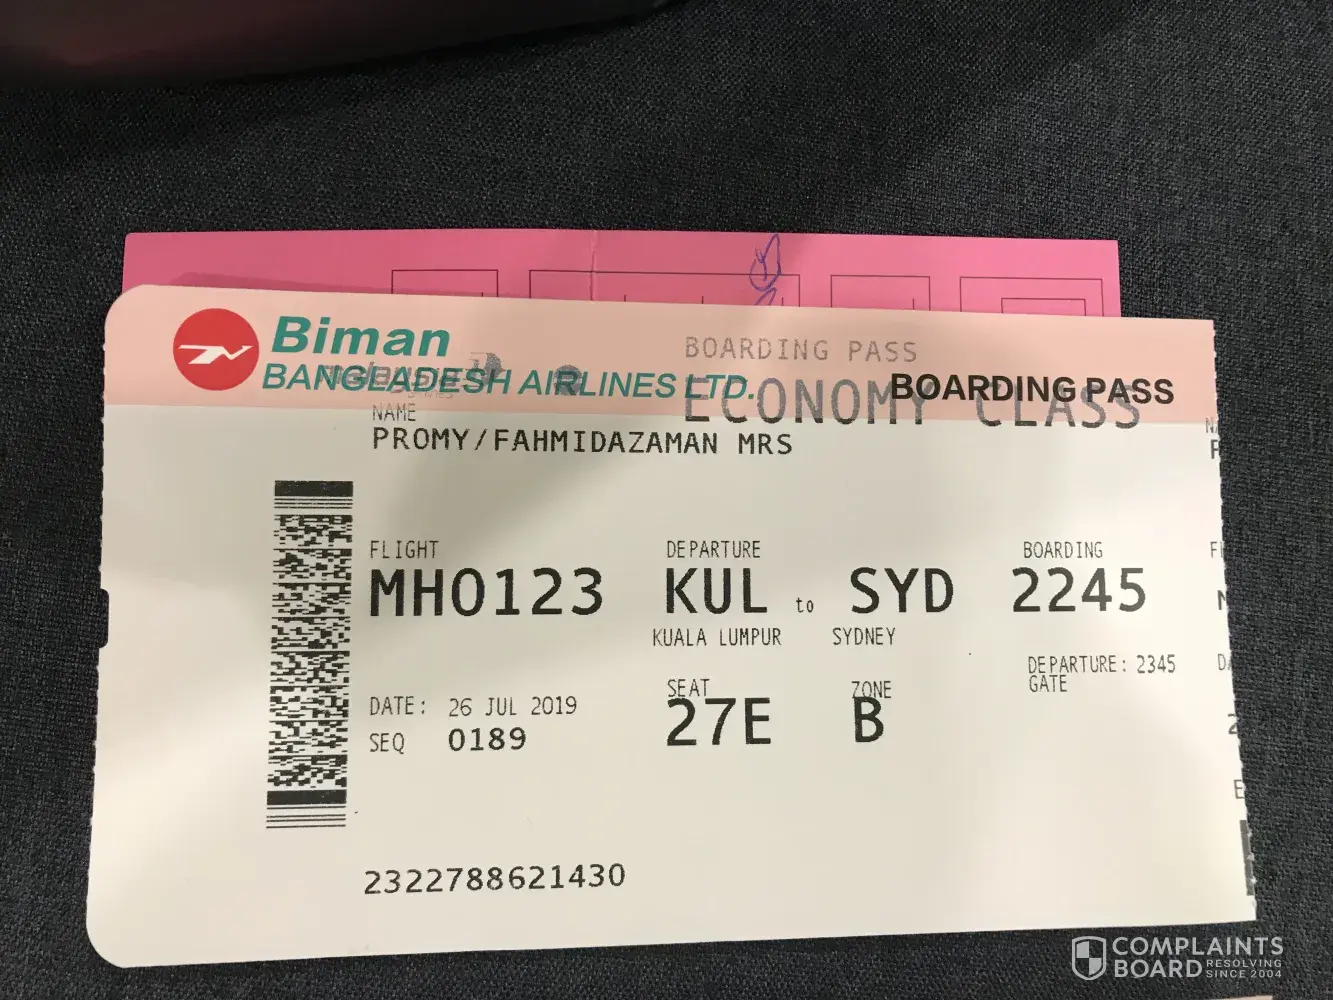 Biman
BANGLADESH AIRLINES LTD.
BOARDING PASS
ECONOMY CLASS
BOARDING PASS
NAME
PROMY/FAHMIDAZAMAN MRS
FLIGHT
MH0123
DEPARTURE
KUL to SYD
KUALA LUMPUR SYDNEY
BOARDING
2245
DEPARTURE: 2345
GATE
DATE: 26 JUL 2019
SEQ 0189
SEAT
27E
ZONE
B
2322788621430
COMPLAINTS
BOARD RESOLVING
SINCE 2004